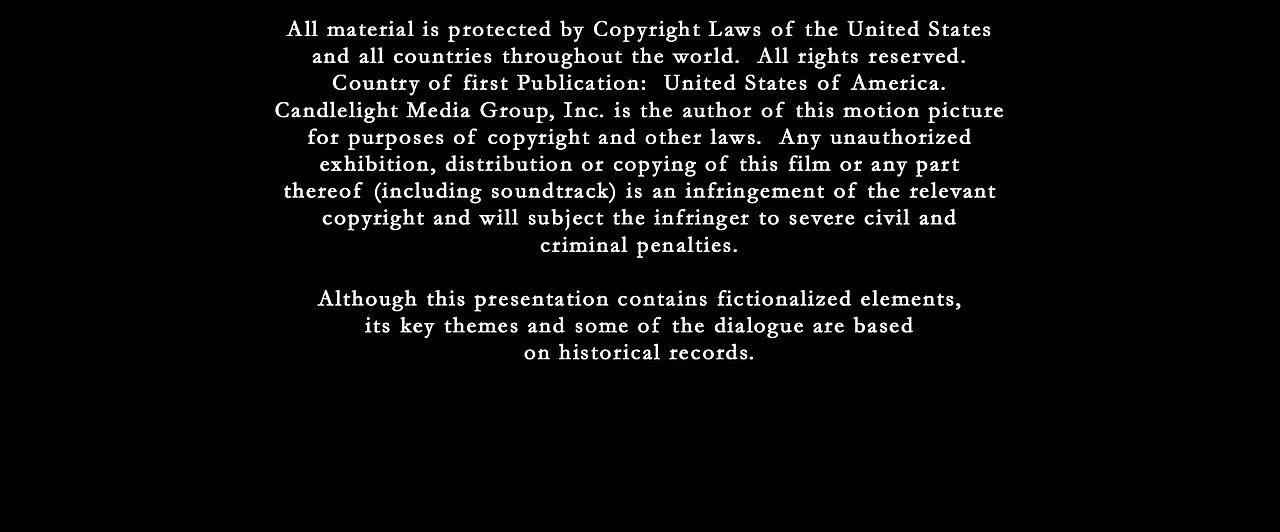 All material is protected by Copyright Laws of the United States
and all countries throughout the world.  All rights reserved.
Country of first Publication:  United States of America.
Candlelight Media Group, Inc. is the author of this motion picture
for purposes of copyright and other laws.  Any unauthorized
exhibition, distribution or copying of this film or any part
thereof (including soundtrack) is an infringement of the relevant
copyright and will subject the infringer to severe civil and
criminal penalties.
Although this presentation contains fictionalized elements,
its key themes and some of the dialogue are based
on historical records.